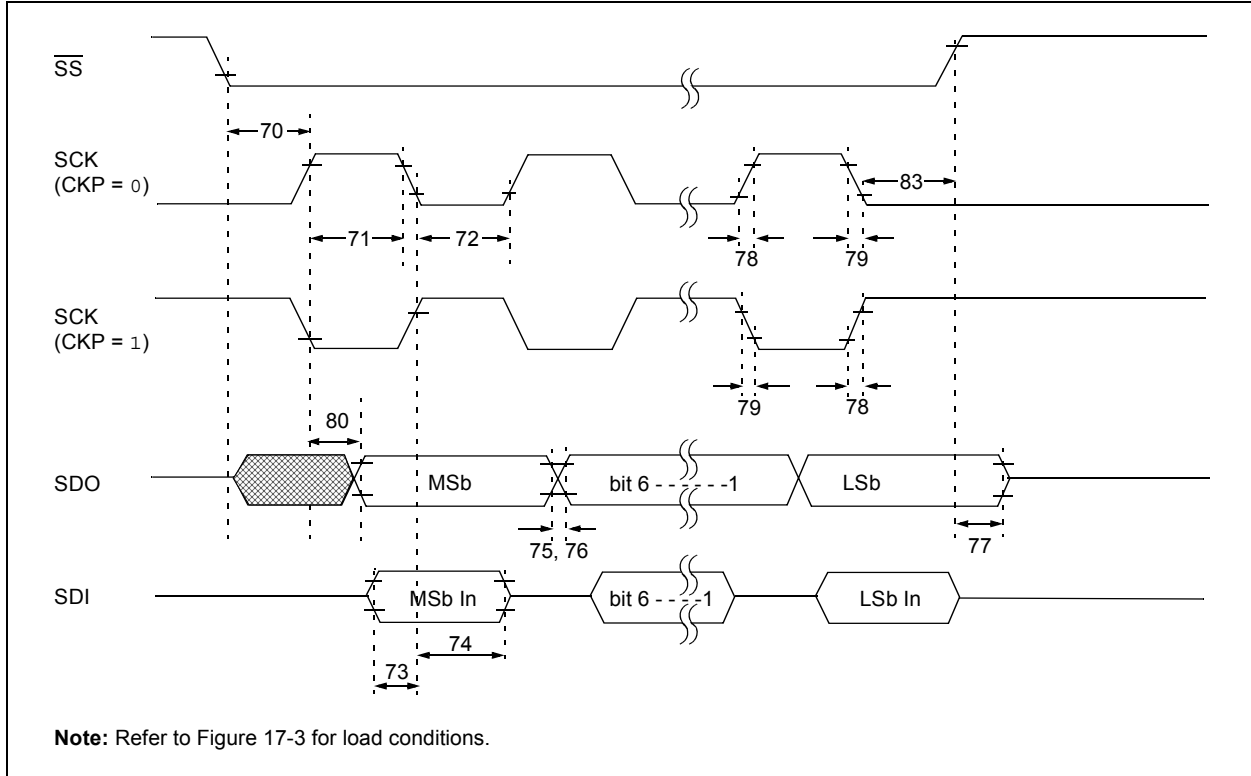 SS
70
SCK
(CKP = 0)
83
71
72
78
79
SCK
(CKP = 1)
79
78
80
SDO
MSb
bit 6 - - - - - - -1
LSb
75, 76
77
SDI
MSb In
bit 6 - - - -1
LSb In
74
73
Note: Refer to Figure 17-3 for load conditions.